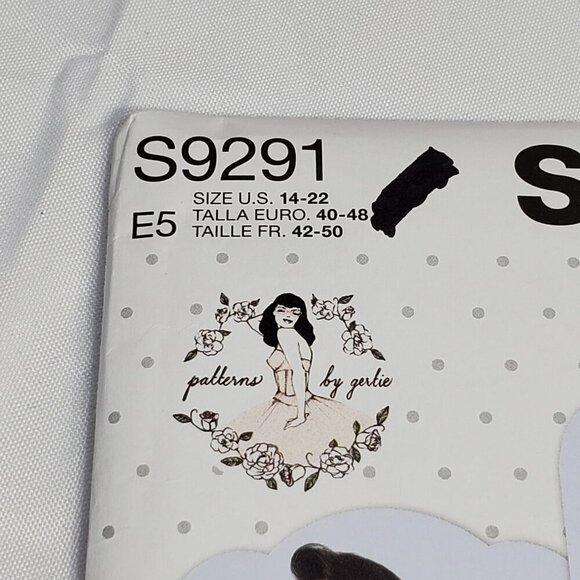 S9291
S
E5
SIZE U.S. 14-22
TALLA EURO. 40-48
TAILLE FR. 42-50
patterns by gertie